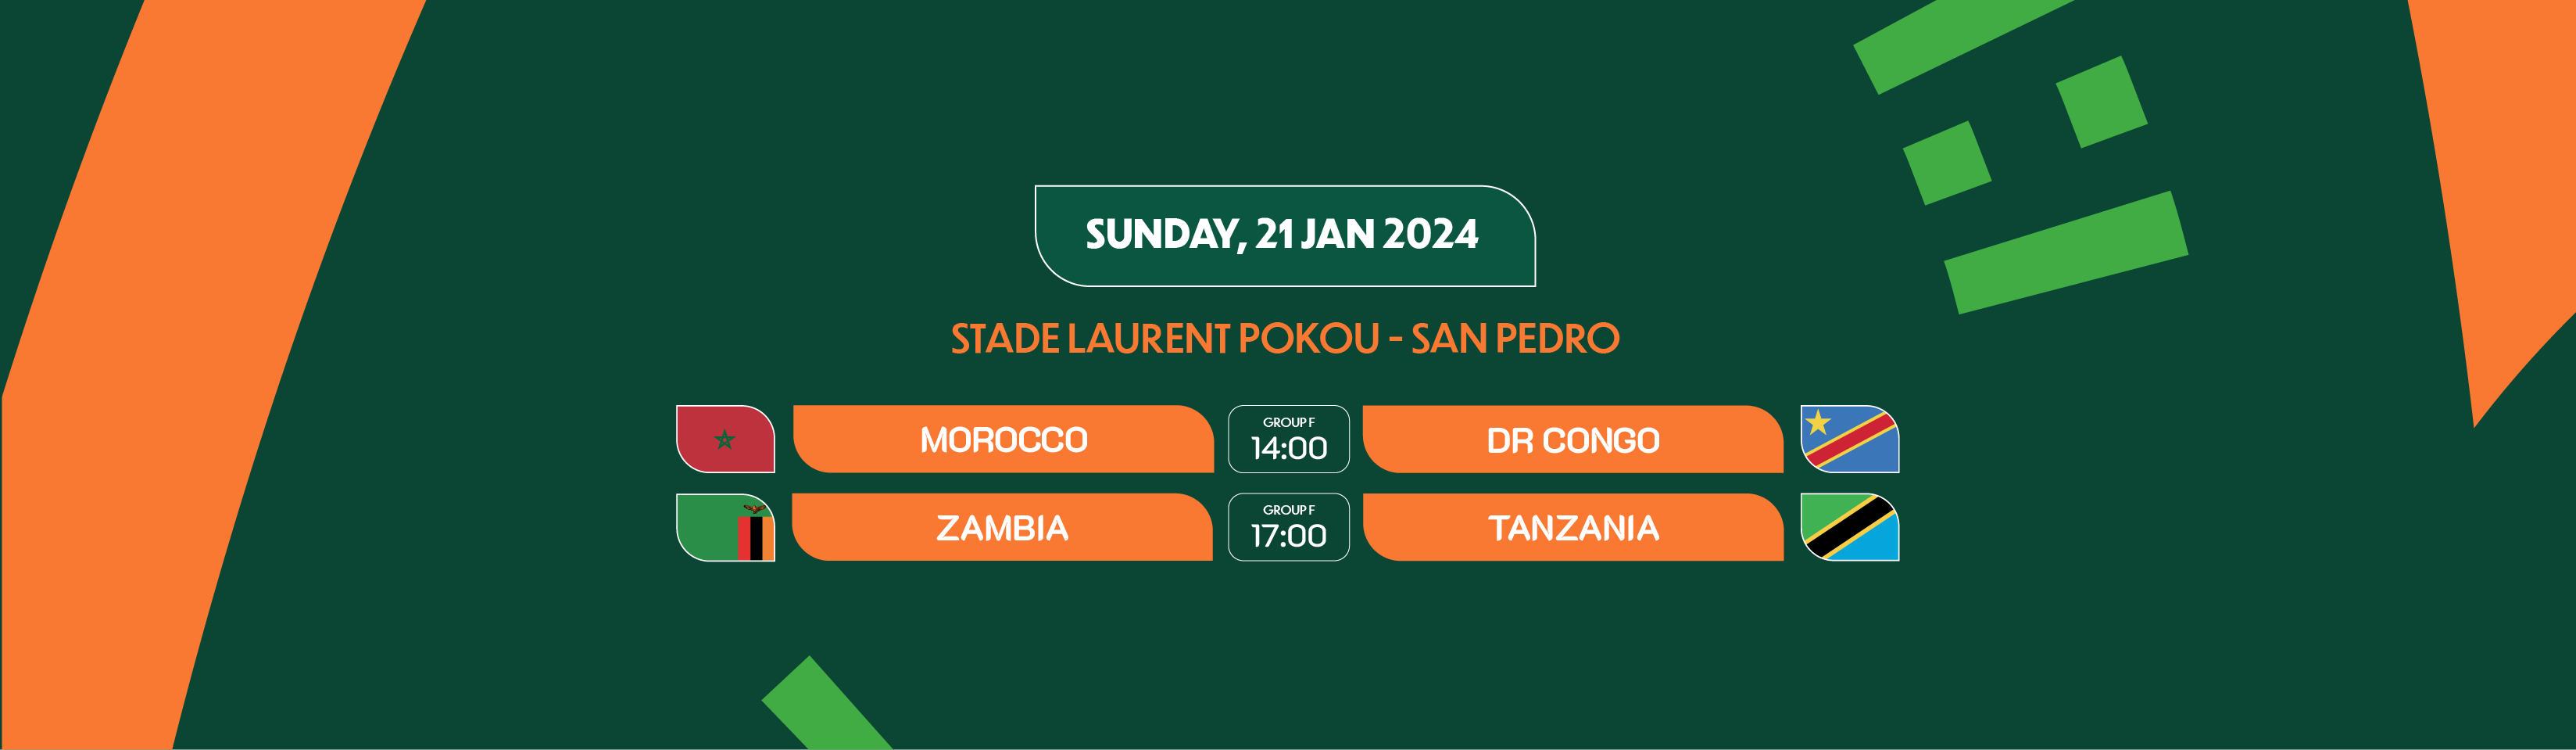 SUNDAY, 21 JAN 2024
STADE LAURENT POKOU - SAN PEDRO
MOROCCO
GROUP F
14:00
DR CONGO
ZAMBIA
GROUP F
17:00
TANZANIA